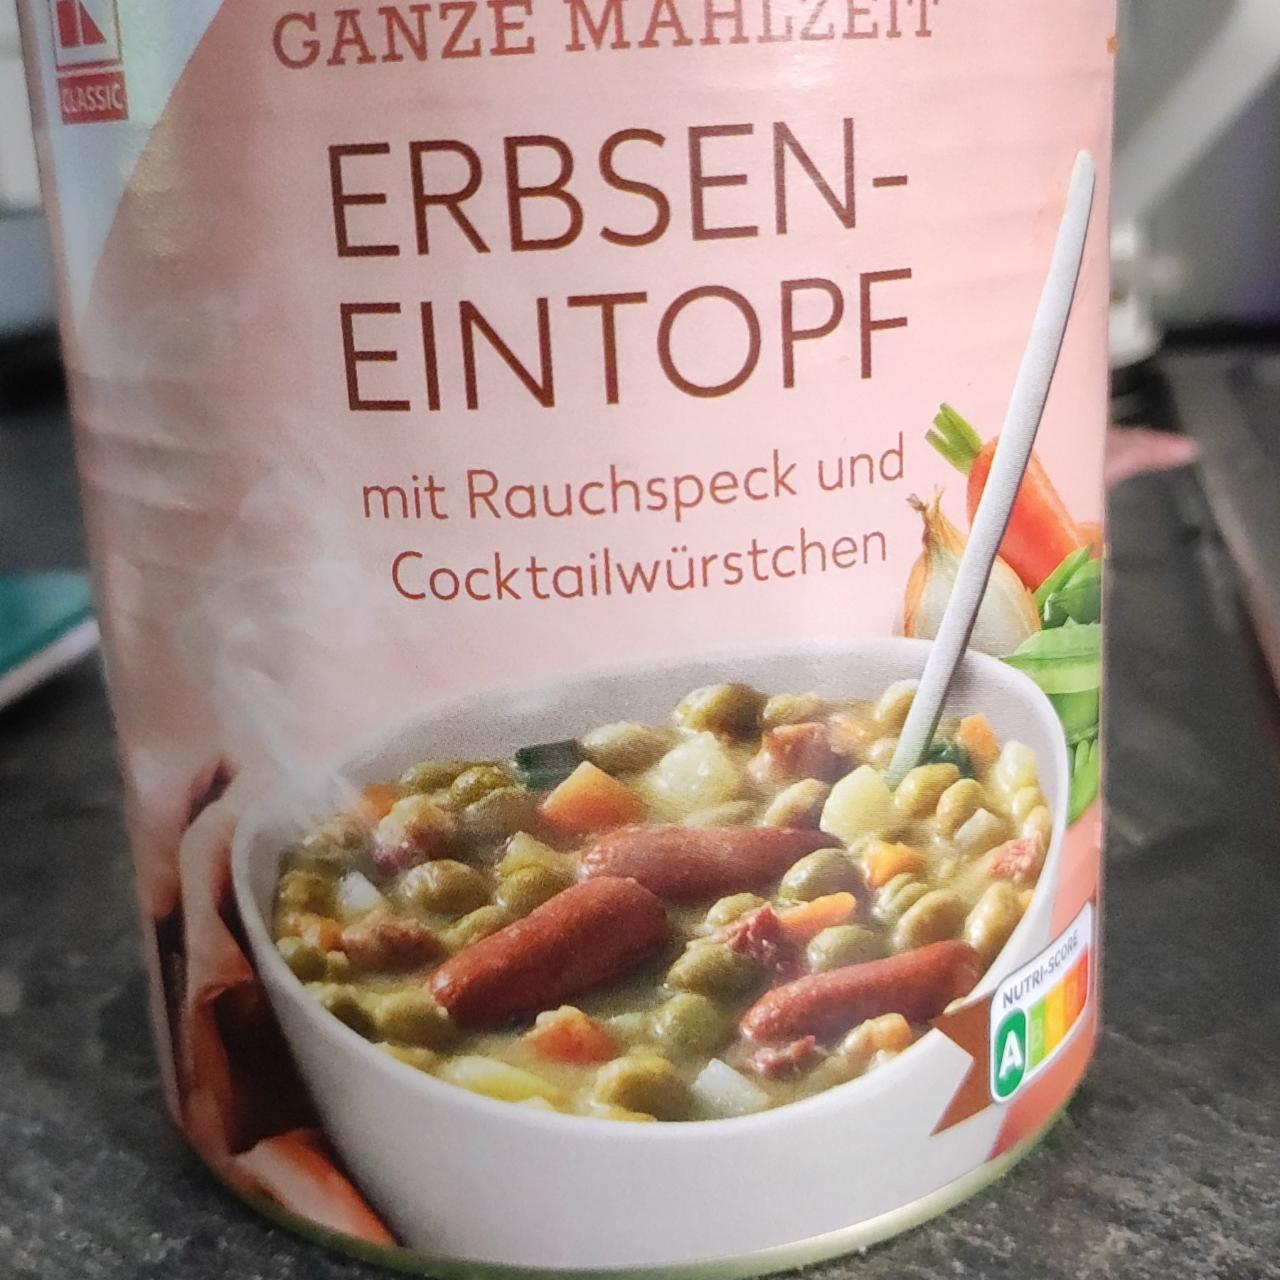 CLASSIC
GANZE MAHLZEIT
ERBSEN-
EINTOPF
mit Rauchspeck und
Cocktailwürstchen
NUTRI-SCORE
A B D